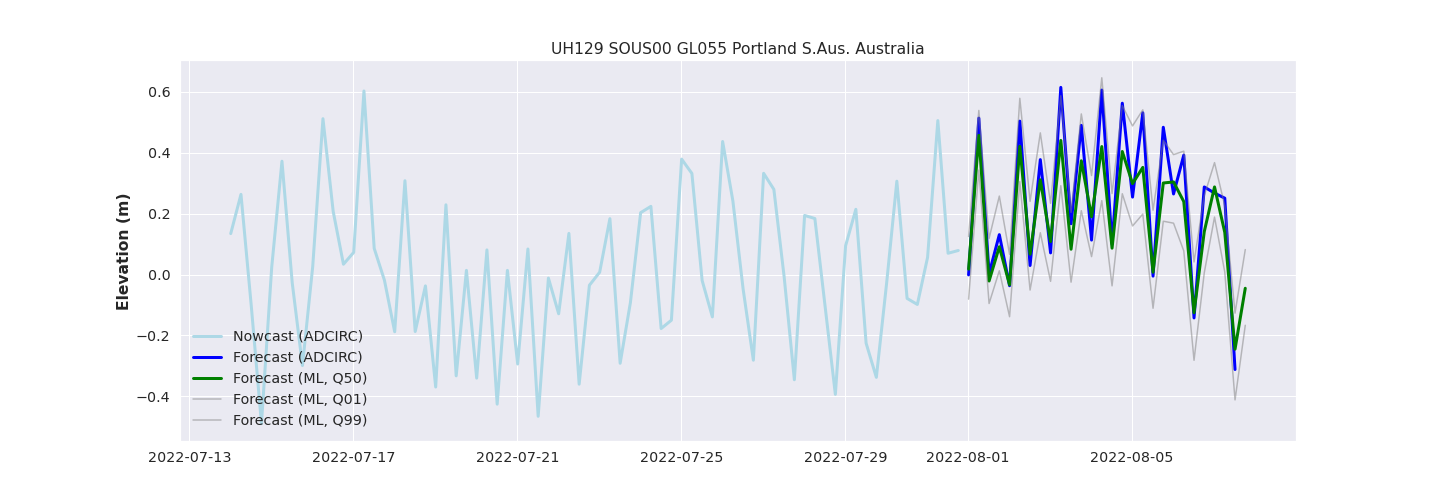 UH129 SOUS00 GL055 Portland S.Aus. Australia
Elevation (m)
0.6
0.4
0.2
0.0
−0.2
−0.4
Nowcast (ADCIRC)
Forecast (ADCIRC)
Forecast (ML, Q50)
Forecast (ML, Q01)
Forecast (ML, Q99)
2022-07-13 2022-07-17 2022-07-21 2022-07-25 2022-07-29 2022-08-01 2022-08-05